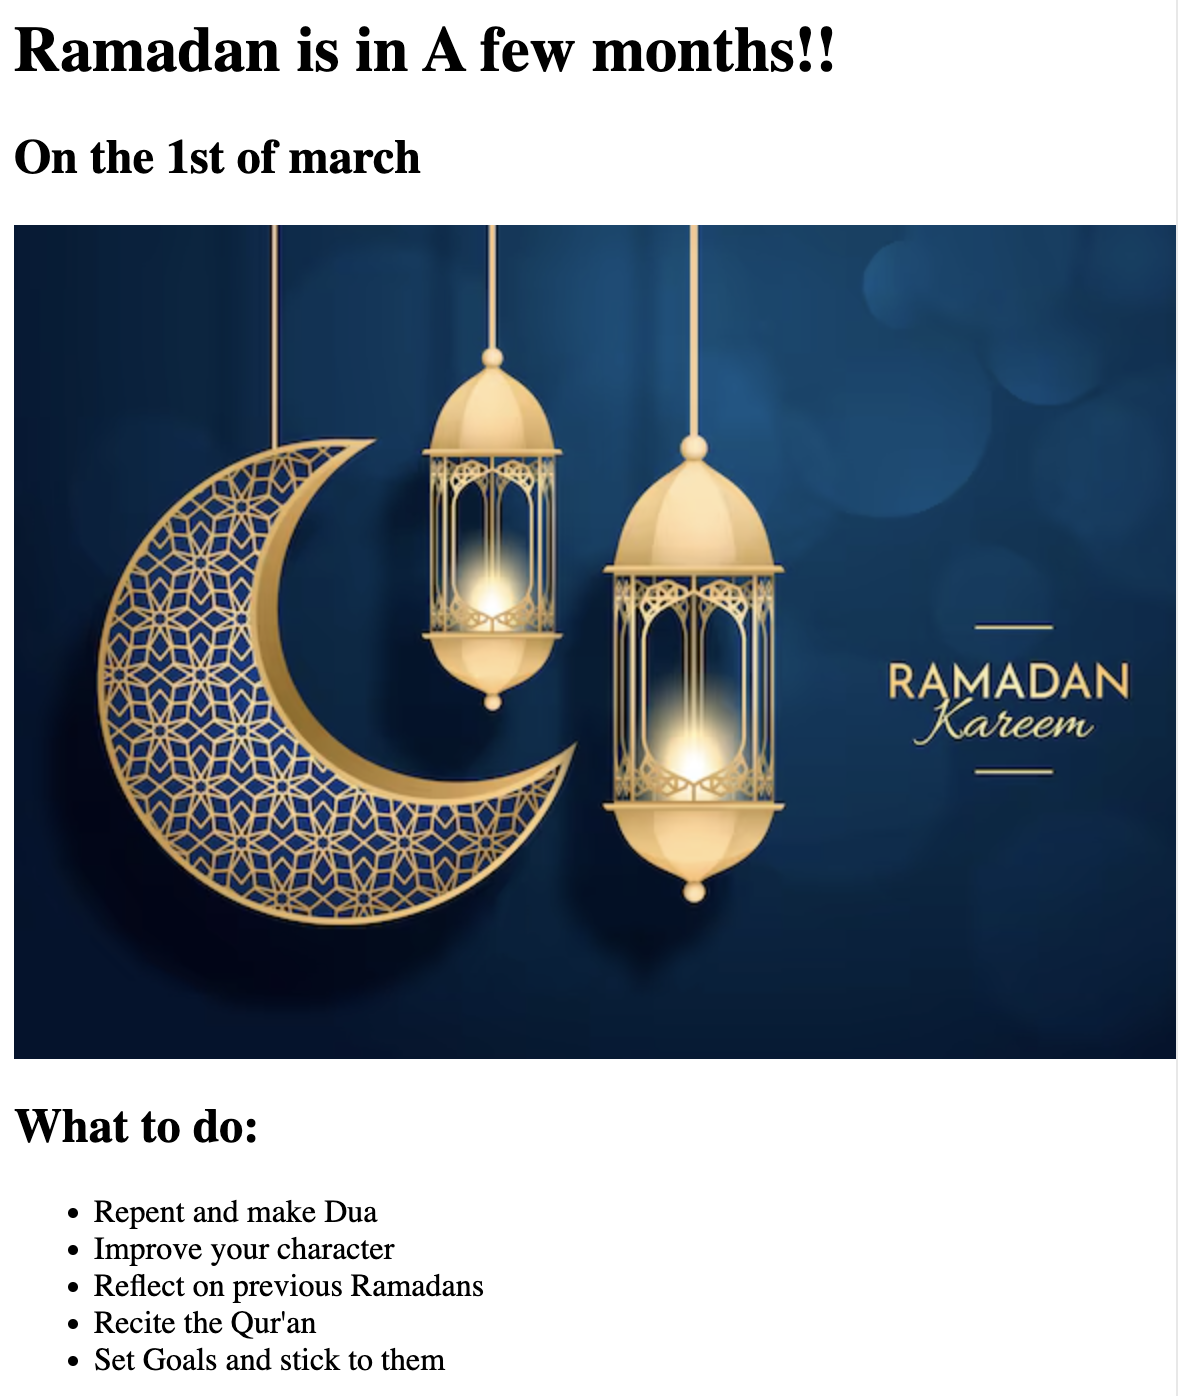 Ramadan is in A few months!!
On the 1st of march
RAMADAN
Kareem
What to do:
Repent and make Dua
Improve your character
Reflect on previous Ramadans
Recite the Qur'an
Set Goals and stick to them